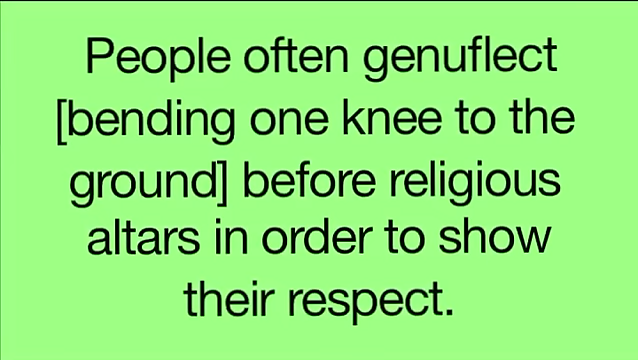 People often genuflect
[bending one knee to the
ground] before religious
altars in order to show
their respect.